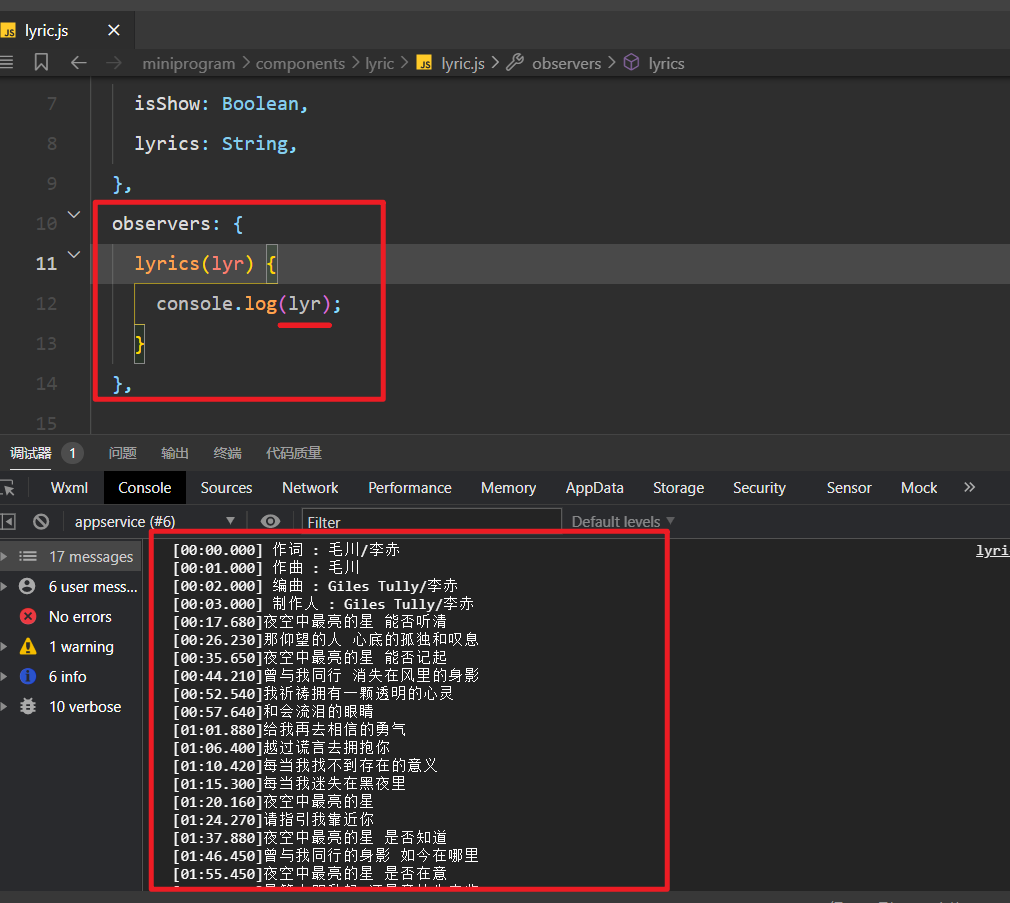 JS lyric.js ×
miniprogram > components > lyric > JS lyric.js > observers > lyrics
7 isShow: Boolean,
8 lyrics: String,
9 },
10 observers: {
11 lyrics(lyr) {
12 console.log(lyr);
13 }
14 },
15
调试器 1 问题 输出 终端 代码质量
Wxml Console Sources Network Performance Memory AppData Storage Security Sensor Mock »
appservice (#6) ▼ Filter Default levels ▼
17 messages
6 user mess...
No errors
1 warning
6 info
10 verbose
lyri
[00:00.000] 作词 : 毛川/李赤
[00:01.000] 作曲 : 毛川
[00:02.000] 编曲 : Giles Tully/李赤
[00:03.000] 制作人 : Giles Tully/李赤
[00:17.680]夜空中最亮的星 能否听清
[00:26.230]那仰望的人 心底的孤独和叹息
[00:35.650]夜空中最亮的星 能否记起
[00:44.210]曾与我同行 消失在风里的身影
[00:52.540]我祈祷拥有一颗透明的心灵
[00:57.640]和会流泪的眼睛
[01:01.880]给我再去相信的勇气
[01:06.400]越过谎言去拥抱你
[01:10.420]每当我找不到存在的意义
[01:15.300]每当我迷失在黑夜里
[01:20.160]夜空中最亮的星
[01:24.270]请指引我靠近你
[01:37.880]夜空中最亮的星 是否知道
[01:46.450]曾与我同行的身影 如今在哪里
[01:55.450]夜空中最亮的星 是否在意